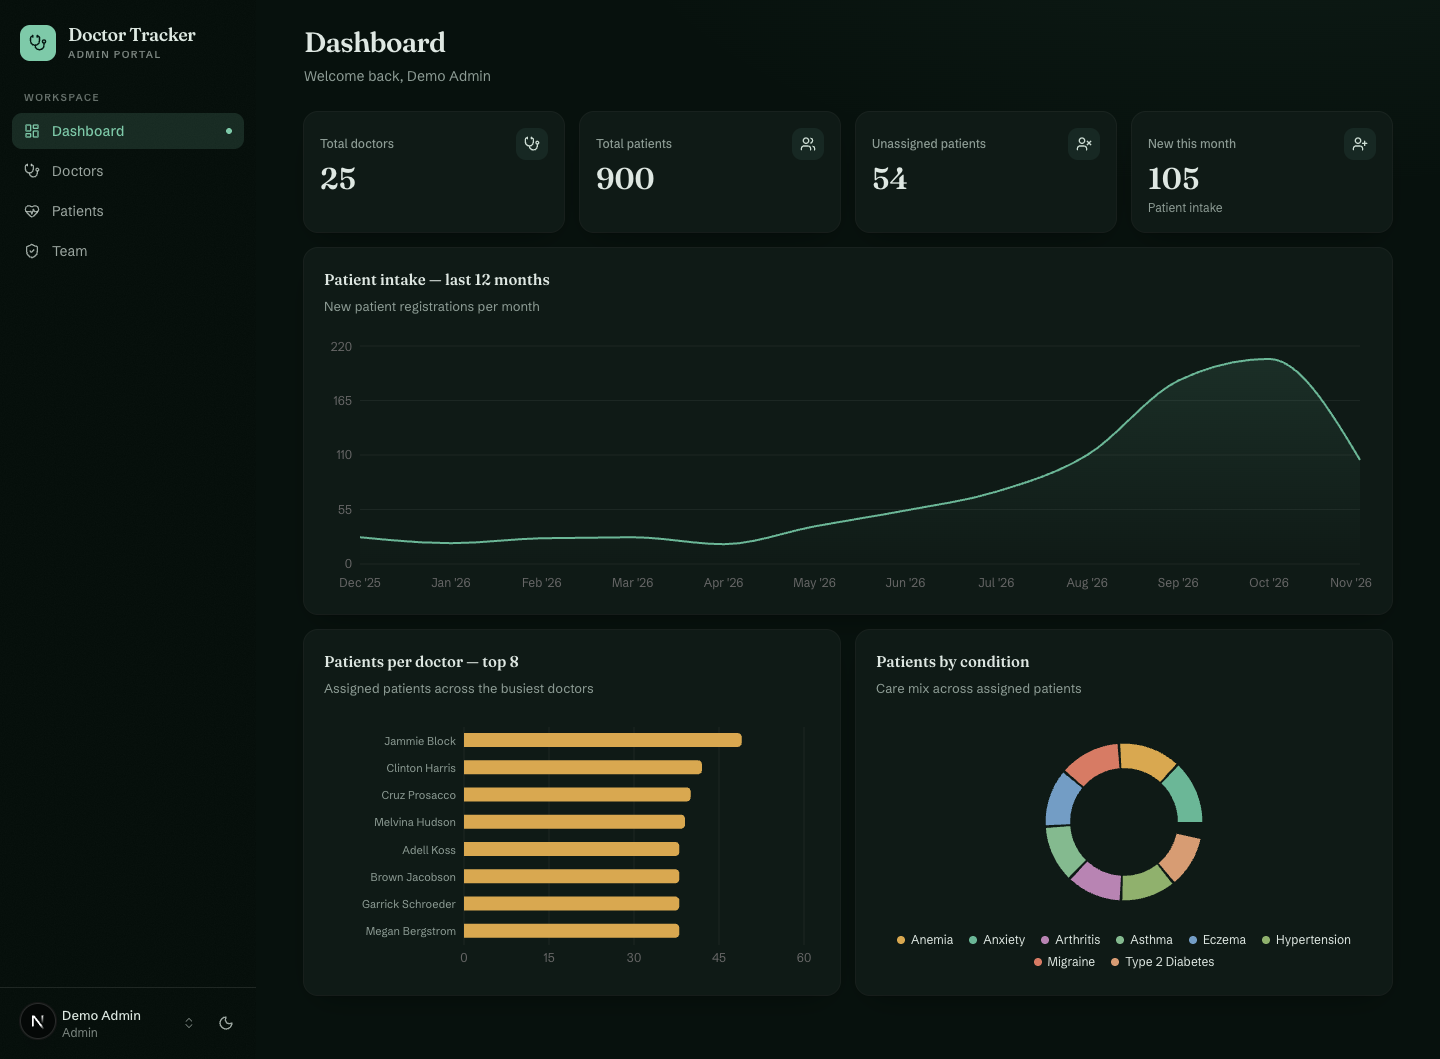 Doctor Tracker
ADMIN PORTAL
WORKSPACE
Dashboard
Doctors
Patients
Team
Demo Admin
Admin
Dashboard
Welcome back, Demo Admin
Total doctors
25
Total patients
900
Unassigned patients
54
New this month
105
Patient intake
Patient intake — last 12 months
New patient registrations per month
220
165
110
55
0
Dec '25 Jan '26 Feb '26 Mar '26 Apr '26 May '26 Jun '26 Jul '26 Aug '26 Sep '26 Oct '26 Nov '26
Patients per doctor — top 8
Assigned patients across the busiest doctors
Jammie Block
Clinton Harris
Cruz Prosacco
Melvina Hudson
Adell Koss
Brown Jacobson
Garrick Schroeder
Megan Bergstrom
0 15 30 45 60
Patients by condition
Care mix across assigned patients
Anemia Anxiety Arthritis Asthma Eczema Hypertension
Migraine Type 2 Diabetes